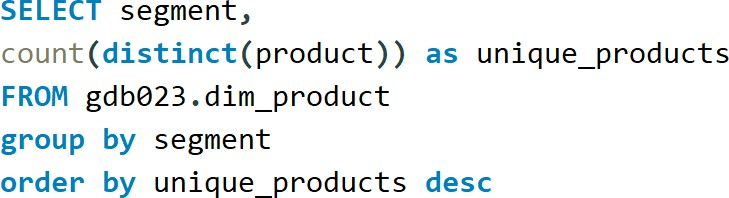 SELECT segment,
count(distinct(product)) as unique_products
FROM gdb023.dim_product
group by segment
order by unique_products desc